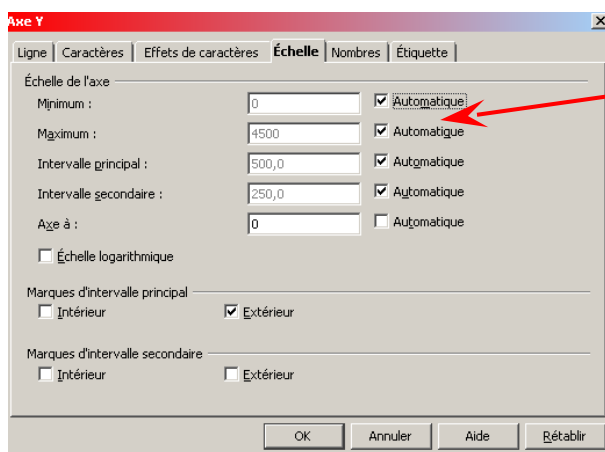 Axe Y
Ligne Caractères Effets de caractères Échelle Nombres Étiquette
Échelle de l'axe
Minimum : 0 Automatique
Maximum : 4500 Automatique
Intervalle principal : 500,0 Automatique
Intervalle secondaire : 250,0 Automatique
Axe à : 0 Automatique
Échelle logarithmique
Marques d'intervalle principal
Intérieur Extérieur
Marques d'intervalle secondaire
Intérieur Extérieur
OK Annuler Aide Rétablir